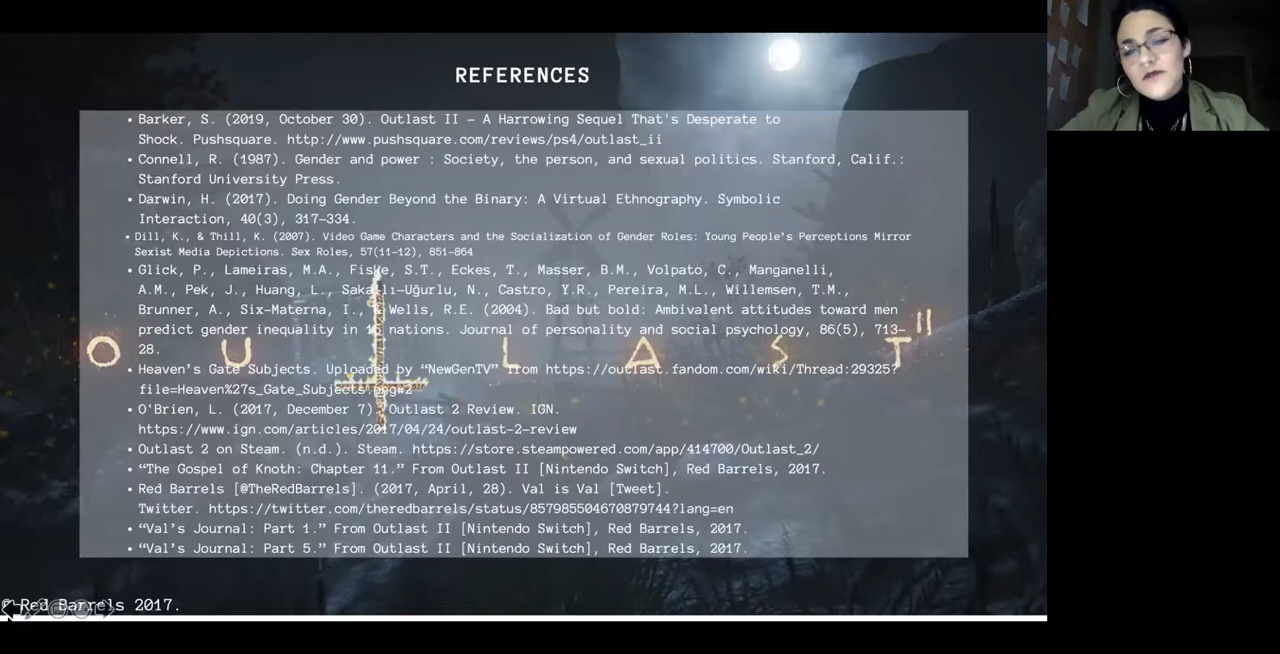 REFERENCES
• Barker, S. (2019, October 30). Outlast II – A Harrowing Sequel That's Desperate to
Shock. Pushsquare. http://www.pushsquare.com/reviews/ps4/outlast_ii
• Connell, R. (1987). Gender and power : Society, the person, and sexual politics. Stanford, Calif.:
Stanford University Press.
• Darwin, H. (2017). Doing Gender Beyond the Binary: A Virtual Ethnography. Symbolic
Interaction, 40(3), 317-334.
• Dill, K., & Thill, K. (2007). Video Game Characters and the Socialization of Gender Roles: Young People's Perceptions Mirror
Sexist Media Depictions. Sex Roles, 57(11-12), 851-864
• Glick, P., Lameiras, M.A., Fiske, S.T., Eckes, T., Masser, B.M., Volpato, C., Manganelli,
A.M., Pek, J., Huang, L., Sakallı-Uğurlu, N., Castro, Y.R., Pereira, M.L., Willemsen, T.M.,
Brunner, A., Six-Materna, I., Wells, R.E. (2004). Bad but bold: Ambivalent attitudes toward men
predict gender inequality in nations. Journal of personality and social psychology, 86(5), 713-
28.
OUTLAST II
• Heaven's Gate Subjects. Uploaded by “NewGenTV” from https://outlast.fandom.com/wiki/Thread:29325?
file=Heaven%27s_Gate_Subjects.png#2
• O'Brien, L. (2017, December 7). Outlast 2 Review. IGN.
https://www.ign.com/articles/2017/04/24/outlast-2-review
• Outlast 2 on Steam. (n.d.). Steam. https://store.steampowered.com/app/414700/Outlast_2/
• “The Gospel of Knoth: Chapter 11.” From Outlast II [Nintendo Switch], Red Barrels, 2017.
• Red Barrels [@TheRedBarrels]. (2017, April, 28). Val is Val [Tweet].
Twitter. https://twitter.com/theredbarrels/status/857985504670879744?lang=en
• “Val's Journal: Part 1.” From Outlast II [Nintendo Switch], Red Barrels, 2017.
• “Val's Journal: Part 5.” From Outlast II [Nintendo Switch], Red Barrels, 2017.
© Red Barrels 2017.